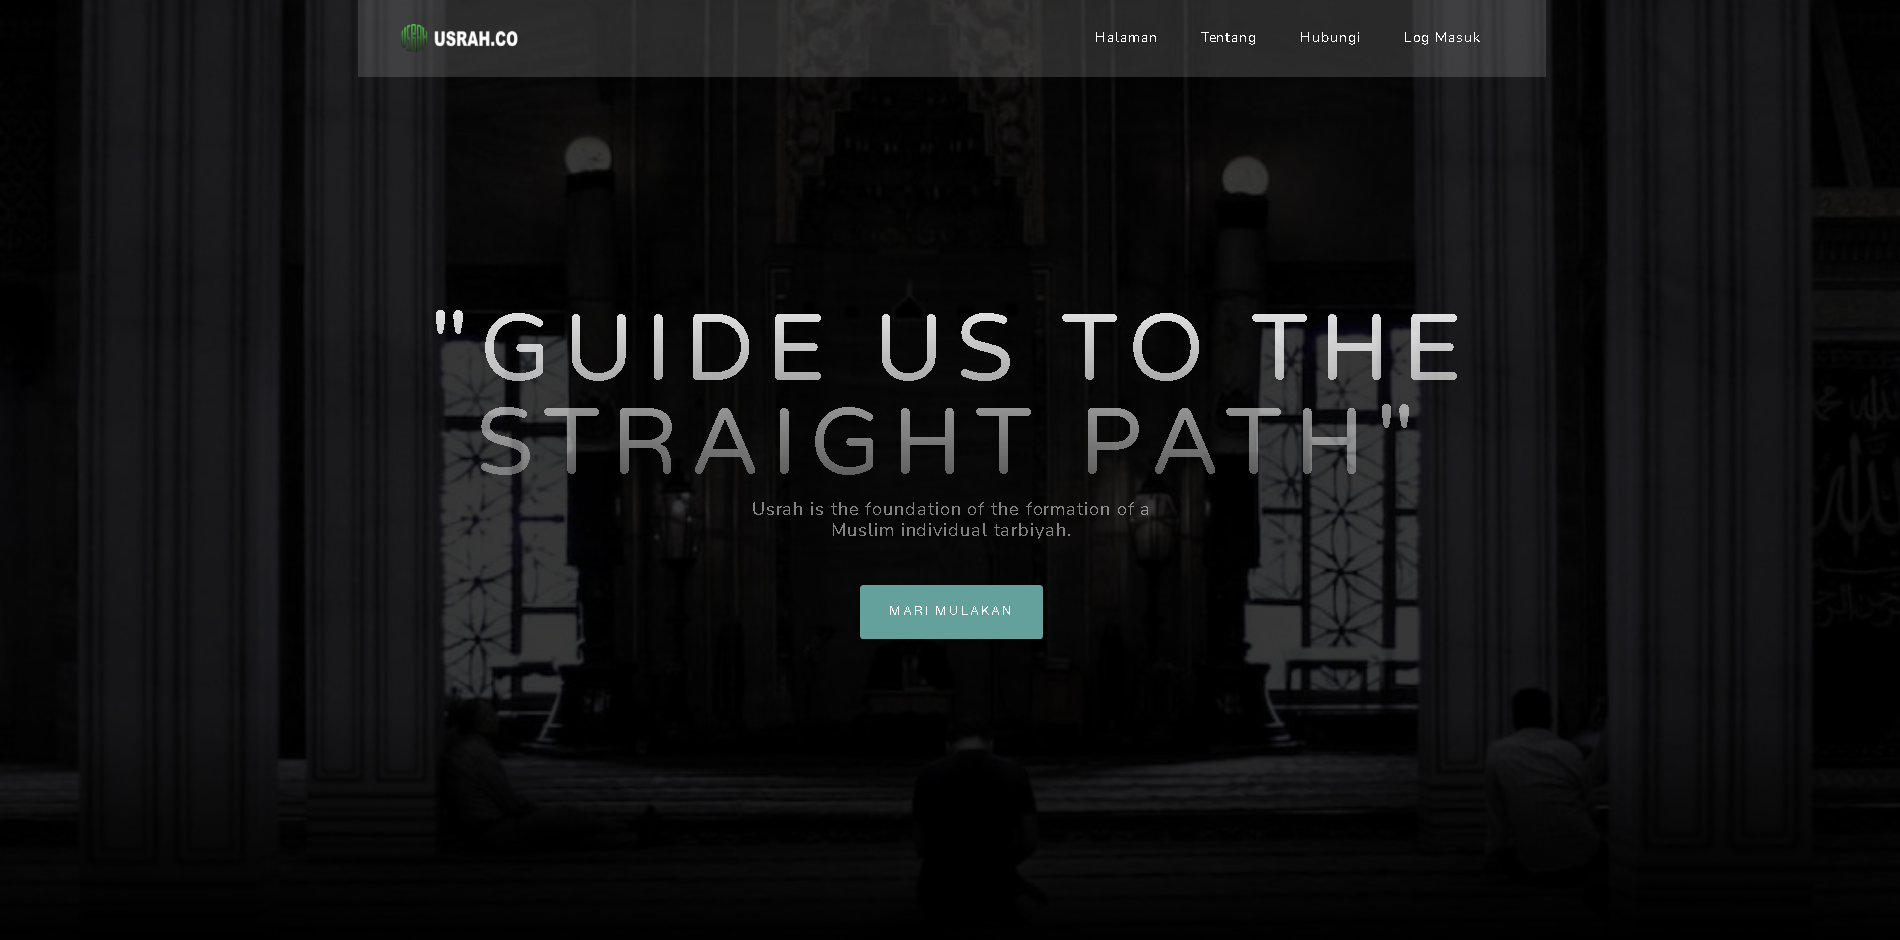 USRAH.CO
Halaman
Tentang
Hubungi
Log Masuk
"GUIDE US TO THE
STRAIGHT PATH"
Usrah is the foundation of the formation of a
Muslim individual tarbiyah.
MARI MULAKAN